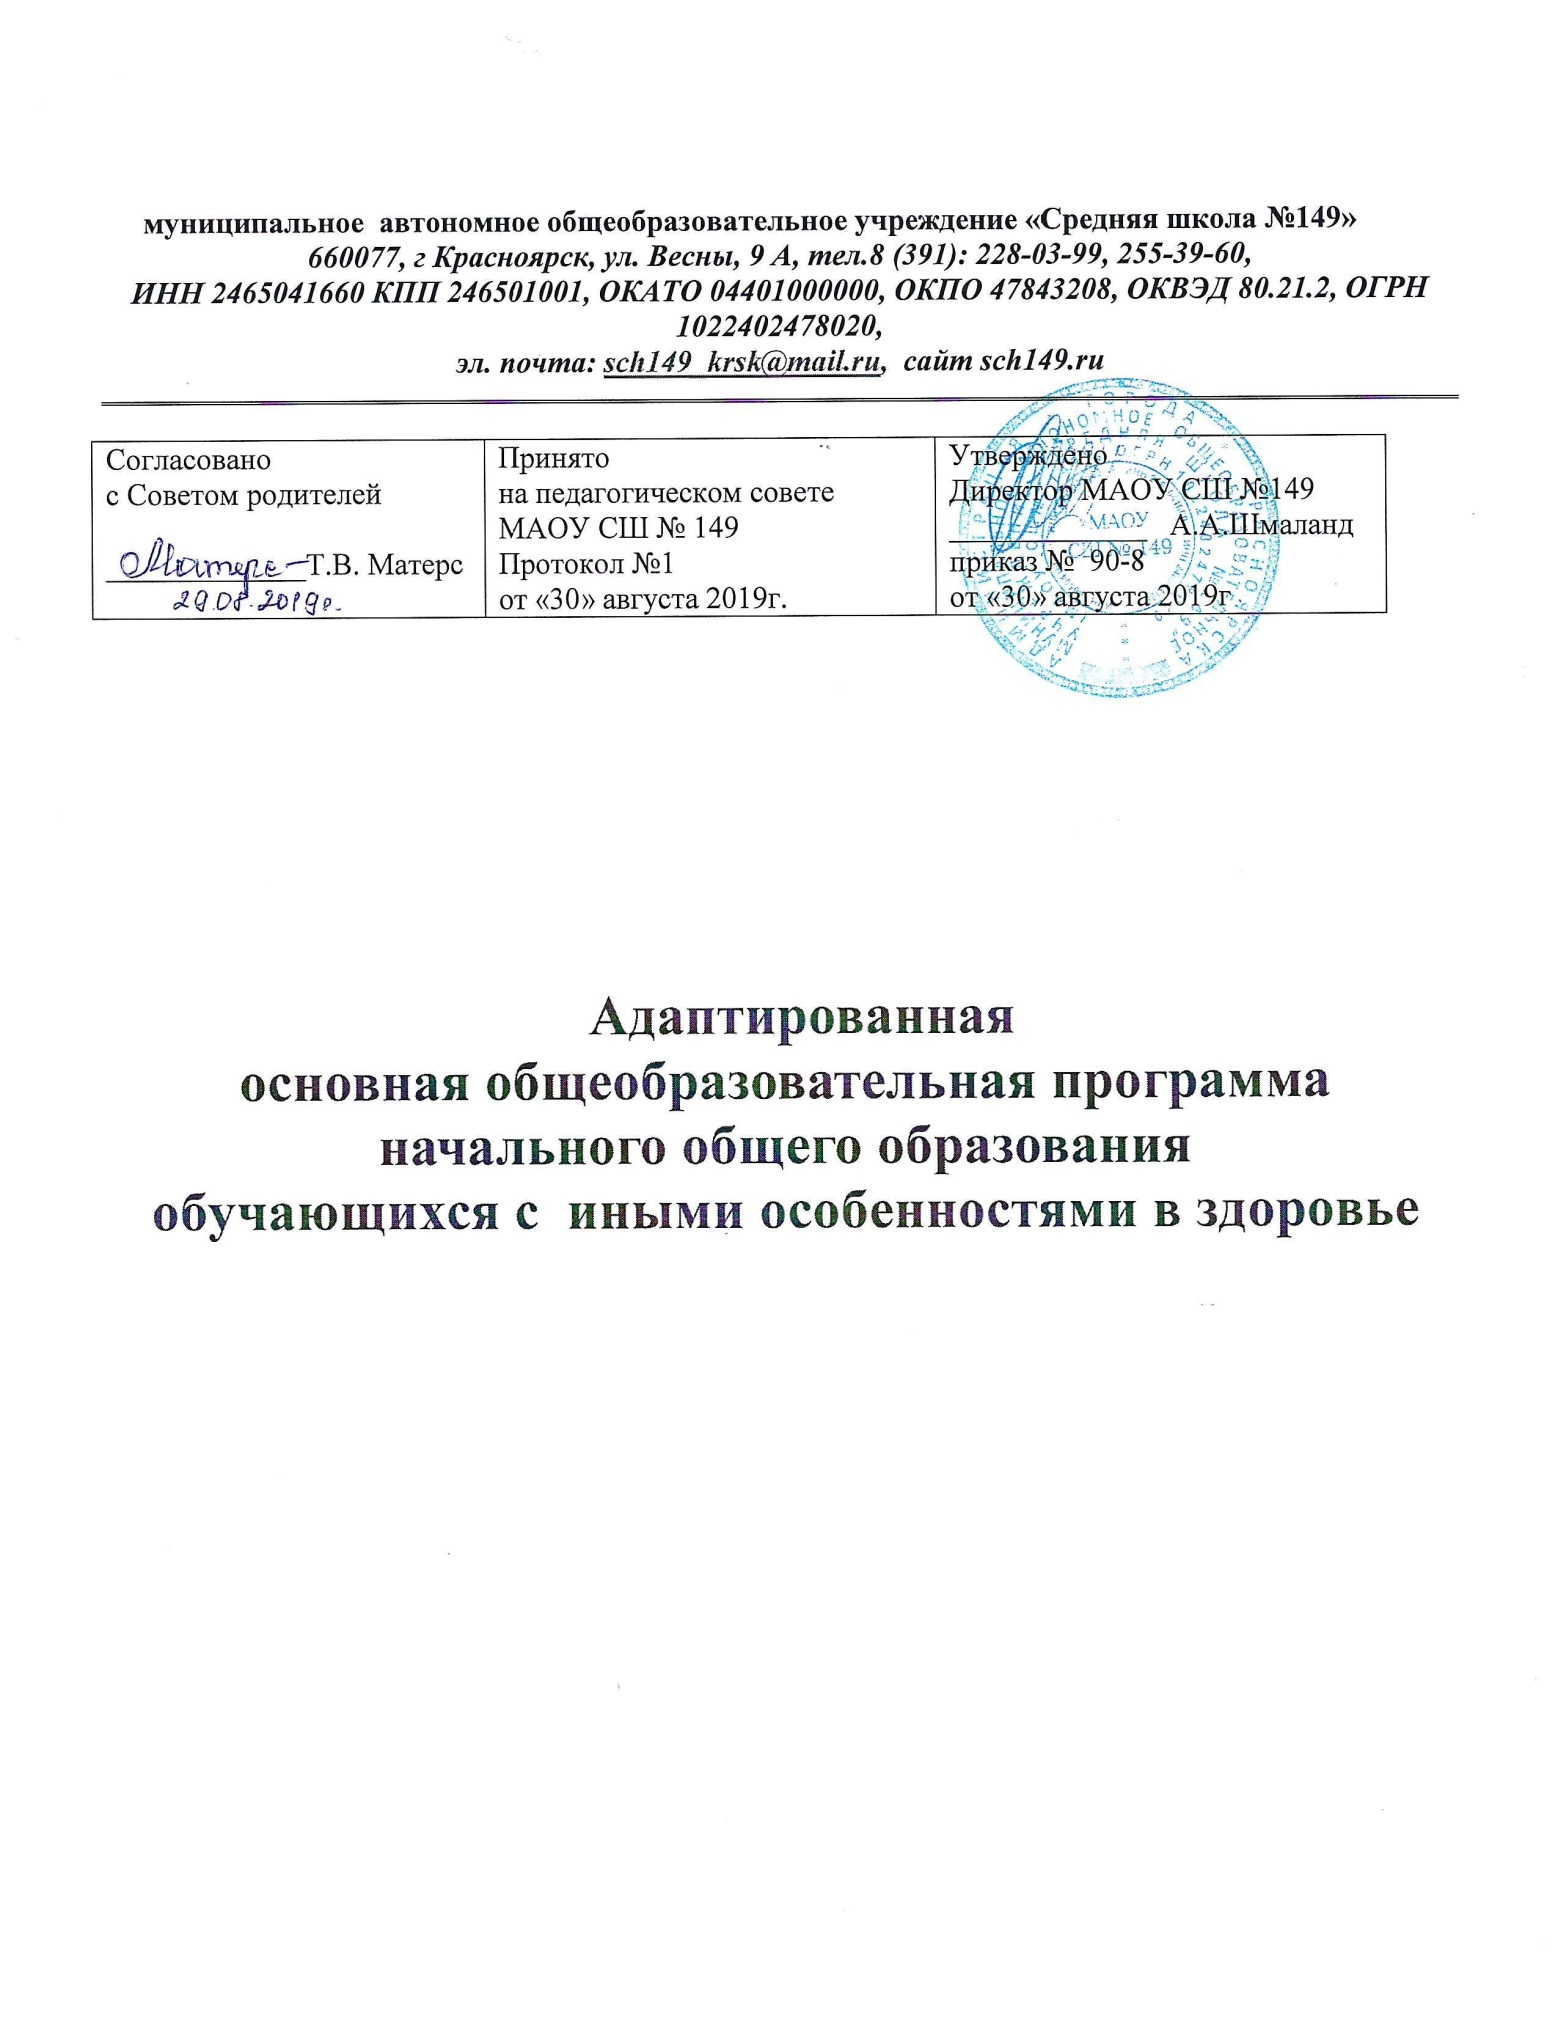 муниципальное  автономное общеобразовательное учреждение «Средняя школа №149»
660077, г Красноярск, ул. Весны, 9 А, тел.8 (391): 228-03-99, 255-39-60,
ИНН 2465041660 КПП 246501001, ОКАТО 04401000000, ОКПО 47843208, ОКВЭД 80.21.2, ОГРН
1022402478020,
эл. почта: sch149_krsk@mail.ru,  сайт sch149.ru
Согласовано
с Советом родителей
Т.В. Матерс
29.08.2019г.
Принято
на педагогическом совете
МАОУ СШ № 149
Протокол №1
от «30» августа 2019г.
Утверждено
Директор МАОУ СШ №149
А.А.Шмаланд
приказ №  90-8
от «30» августа 2019г
МАОУ
СШ № 149
Адаптированная
основная общеобразовательная программа
начального общего образования
обучающихся с  иными особенностями в здоровье